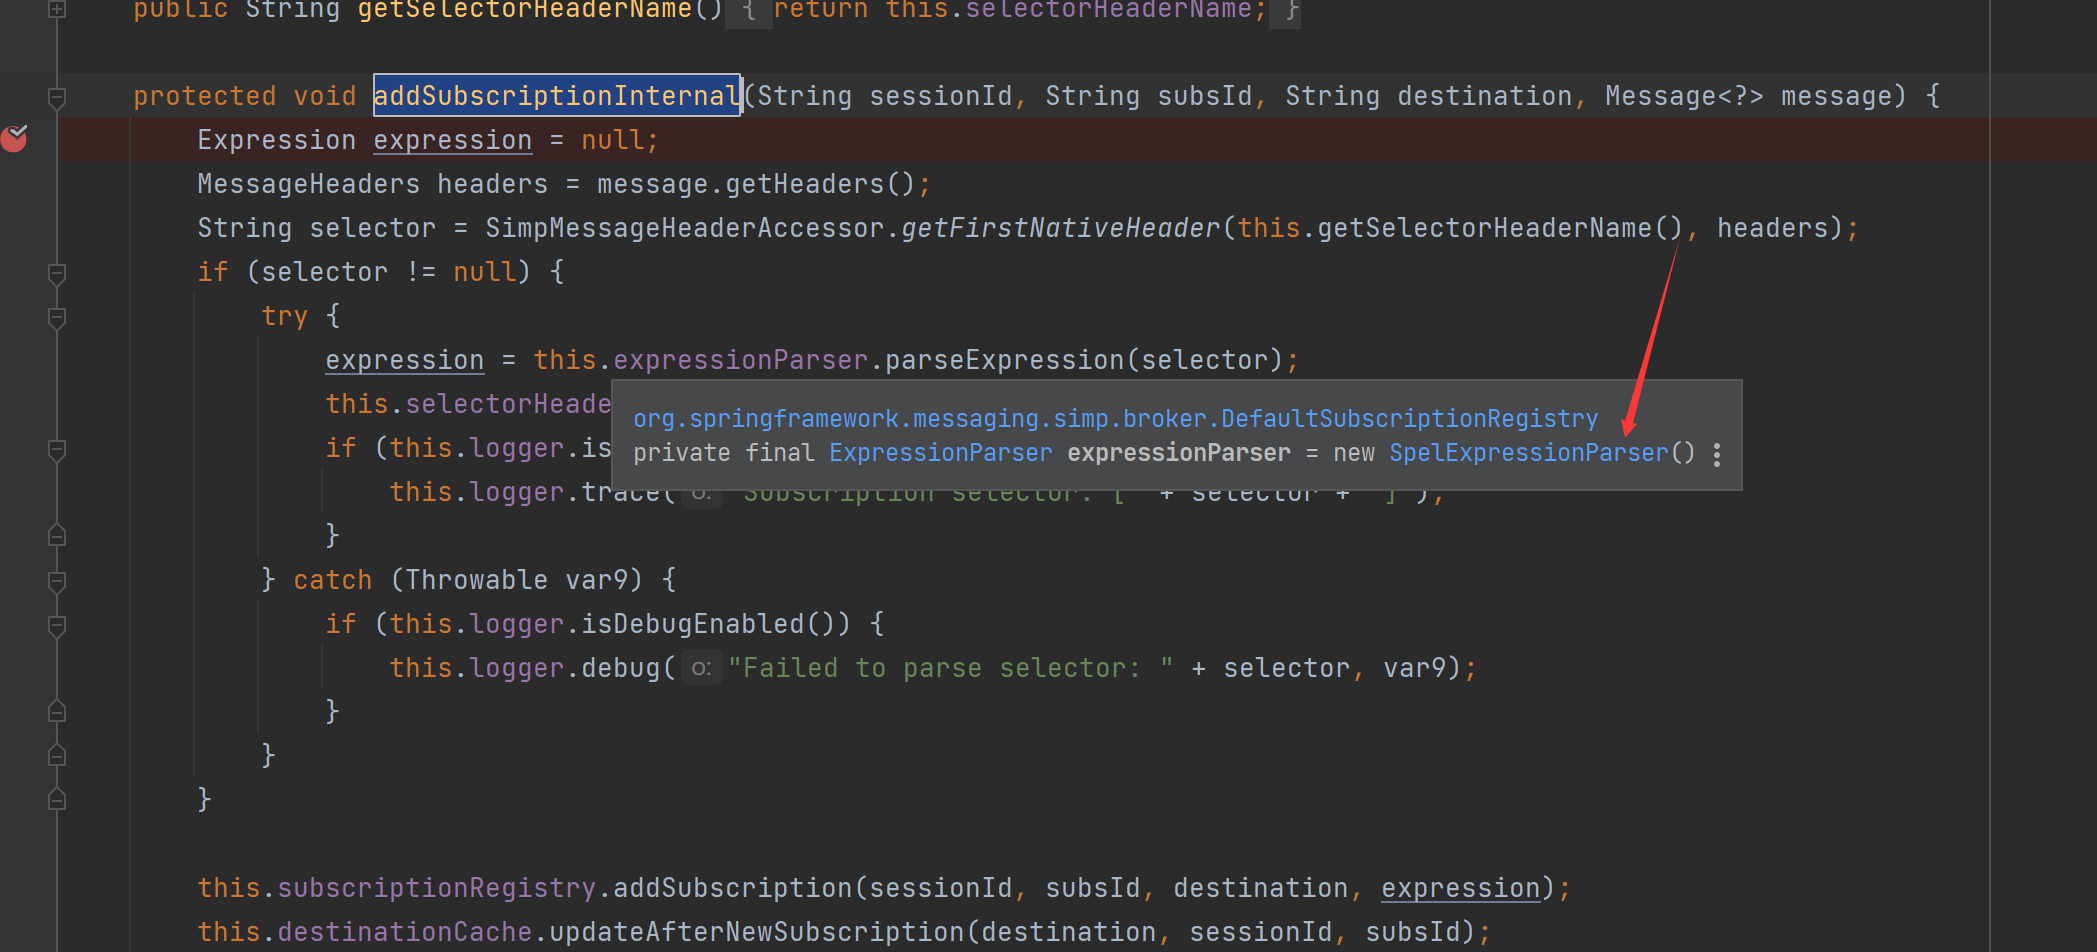 public String getSelectorHeaderName() { return this.selectorHeaderName; }
protected void addSubscriptionInternal(String sessionId, String subsId, String destination, Message<?> message) {
Expression expression = null;
MessageHeaders headers = message.getHeaders();
String selector = SimpMessageHeaderAccessor.getFirstNativeHeader(this.getSelectorHeaderName(), headers);
if (selector != null) {
try {
expression = this.expressionParser.parseExpression(selector);
this.selectorHeade
org.springframework.messaging.simp.broker.DefaultSubscriptionRegistry
if (this.logger.is
private final ExpressionParser expressionParser = new SpelExpressionParser()
this.logger.trace( o: "Subscription selector: [" + selector + "]");
}
} catch (Throwable var9) {
if (this.logger.isDebugEnabled()) {
this.logger.debug( o: "Failed to parse selector: " + selector, var9);
}
}
}
this.subscriptionRegistry.addSubscription(sessionId, subsId, destination, expression);
this.destinationCache.updateAfterNewSubscription(destination, sessionId, subsId);